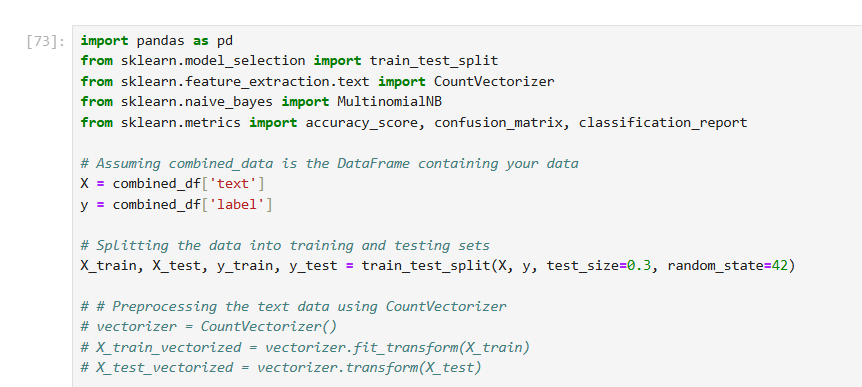 [73]:
import pandas as pd
from sklearn.model_selection import train_test_split
from sklearn.feature_extraction.text import CountVectorizer
from sklearn.naive_bayes import MultinomialNB
from sklearn.metrics import accuracy_score, confusion_matrix, classification_report
# Assuming combined_data is the DataFrame containing your data
X = combined_df['text']
y = combined_df['label']
# Splitting the data into training and testing sets
X_train, X_test, y_train, y_test = train_test_split(X, y, test_size=0.3, random_state=42)
# # Preprocessing the text data using CountVectorizer
# vectorizer = CountVectorizer()
# X_train_vectorized = vectorizer.fit_transform(X_train)
# X_test_vectorized = vectorizer.transform(X_test)